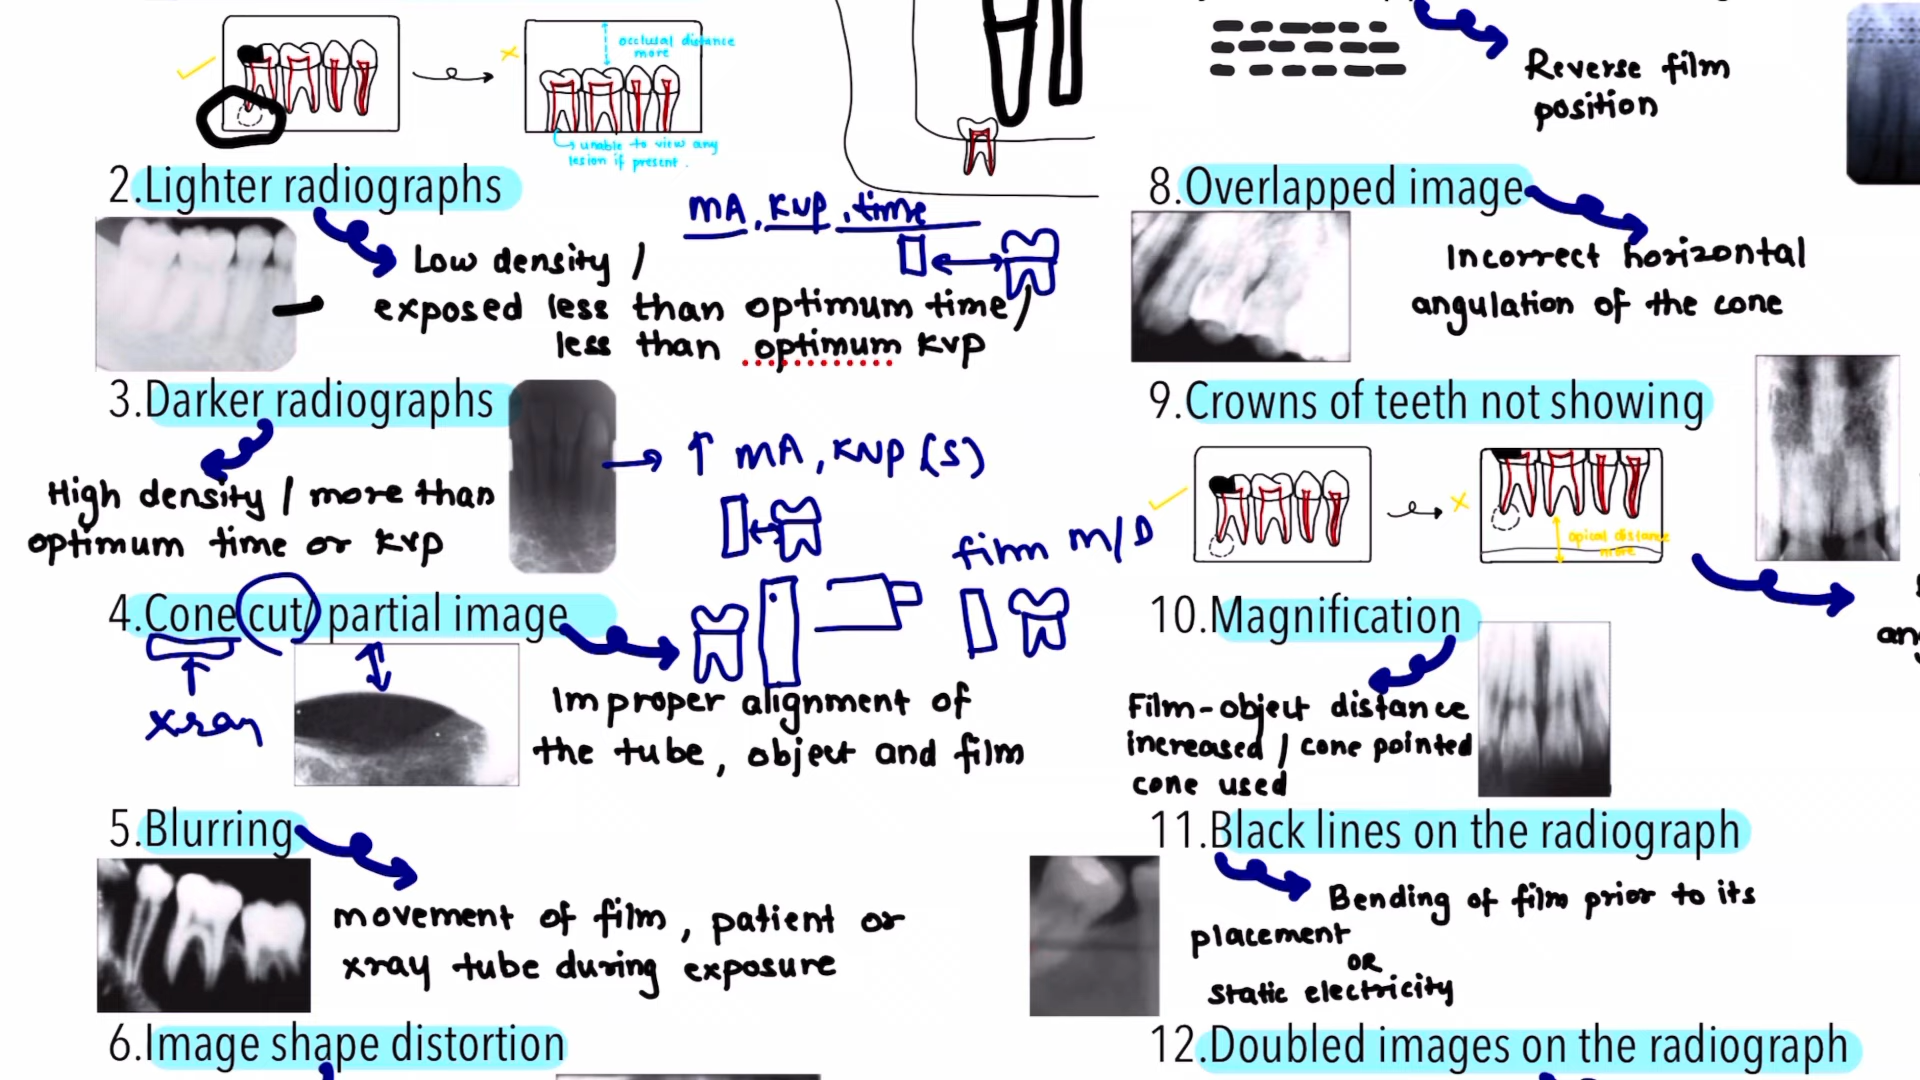 occlusal distance
more
unable to view any
lesion if present.
2.Lighter radiographs
mA, KVP, time
Low density /
exposed less than optimum time /
less than optimum KVP
3.Darker radiographs
↑ mA, KVP (S)
High density / more than
optimum time or KVP
film M/D
4.Cone cut/ partial image
xray
Improper alignment of
the tube, object and film
5.Blurring
movement of film, patient or
xray tube during exposure
6.Image shape distortion
Reverse film
position
8.Overlapped image
Incorrect horizontal
angulation of the cone
9.Crowns of teeth not showing
apical distance
more
10.Magnification
Film-object distance
increased / cone pointed
cone used
11.Black lines on the radiograph
Bending of film prior to its
placement
OR
static electricity
12.Doubled images on the radiograph